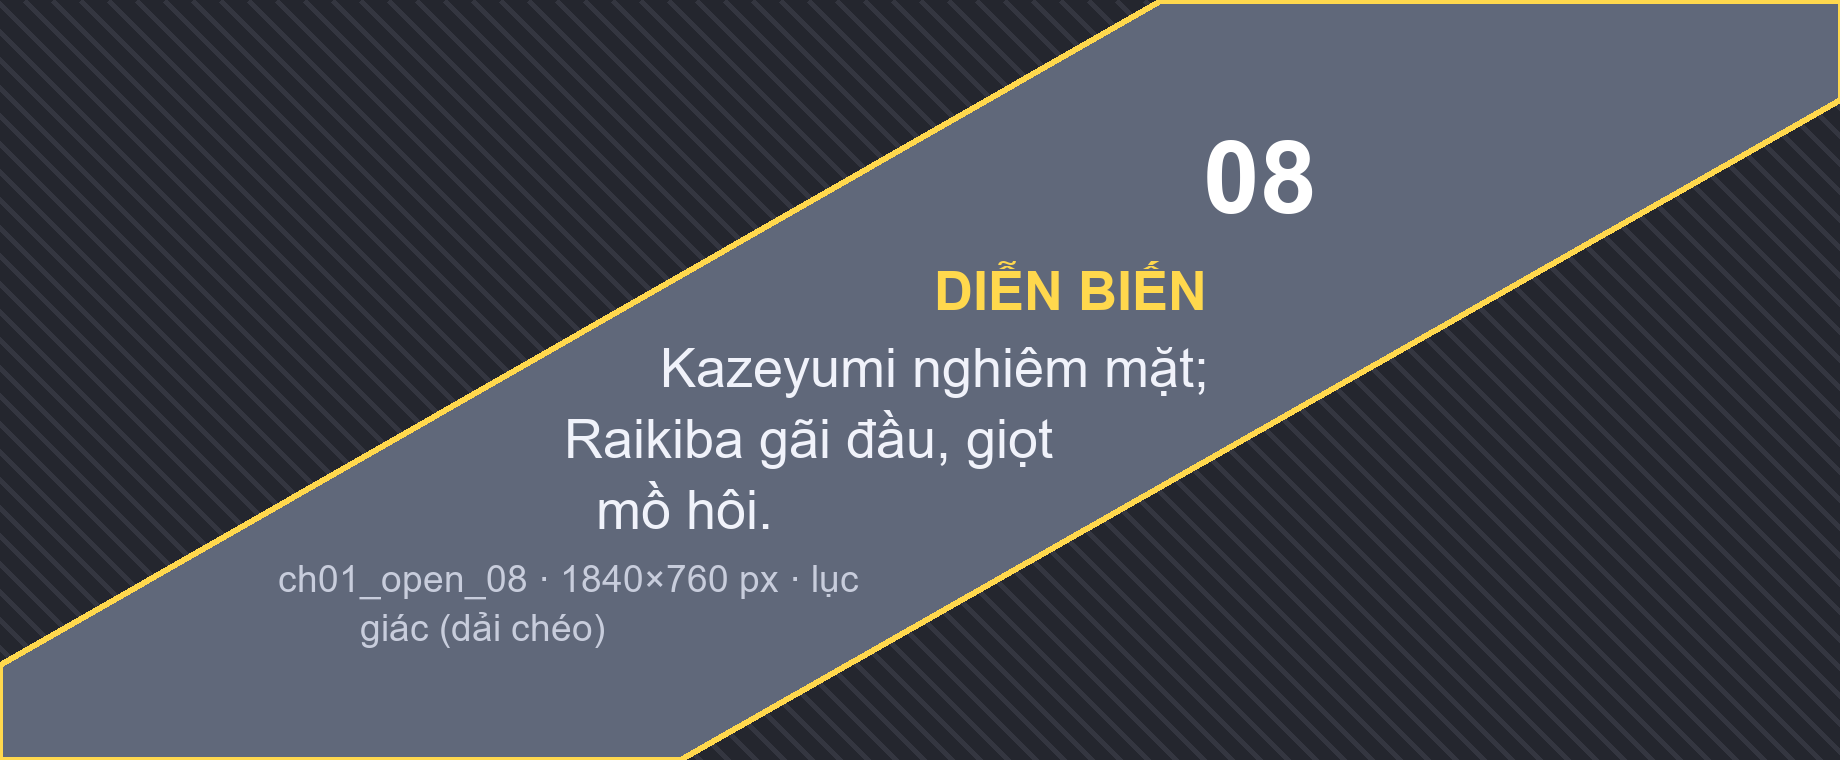 08
DIỄN BIẾN
Kazeyumi nghiêm mặt;
Raikiba gãi đầu, giọt
mồ hôi.
ch01_open_08 · 1840×760 px · lục
giác (dải chéo)